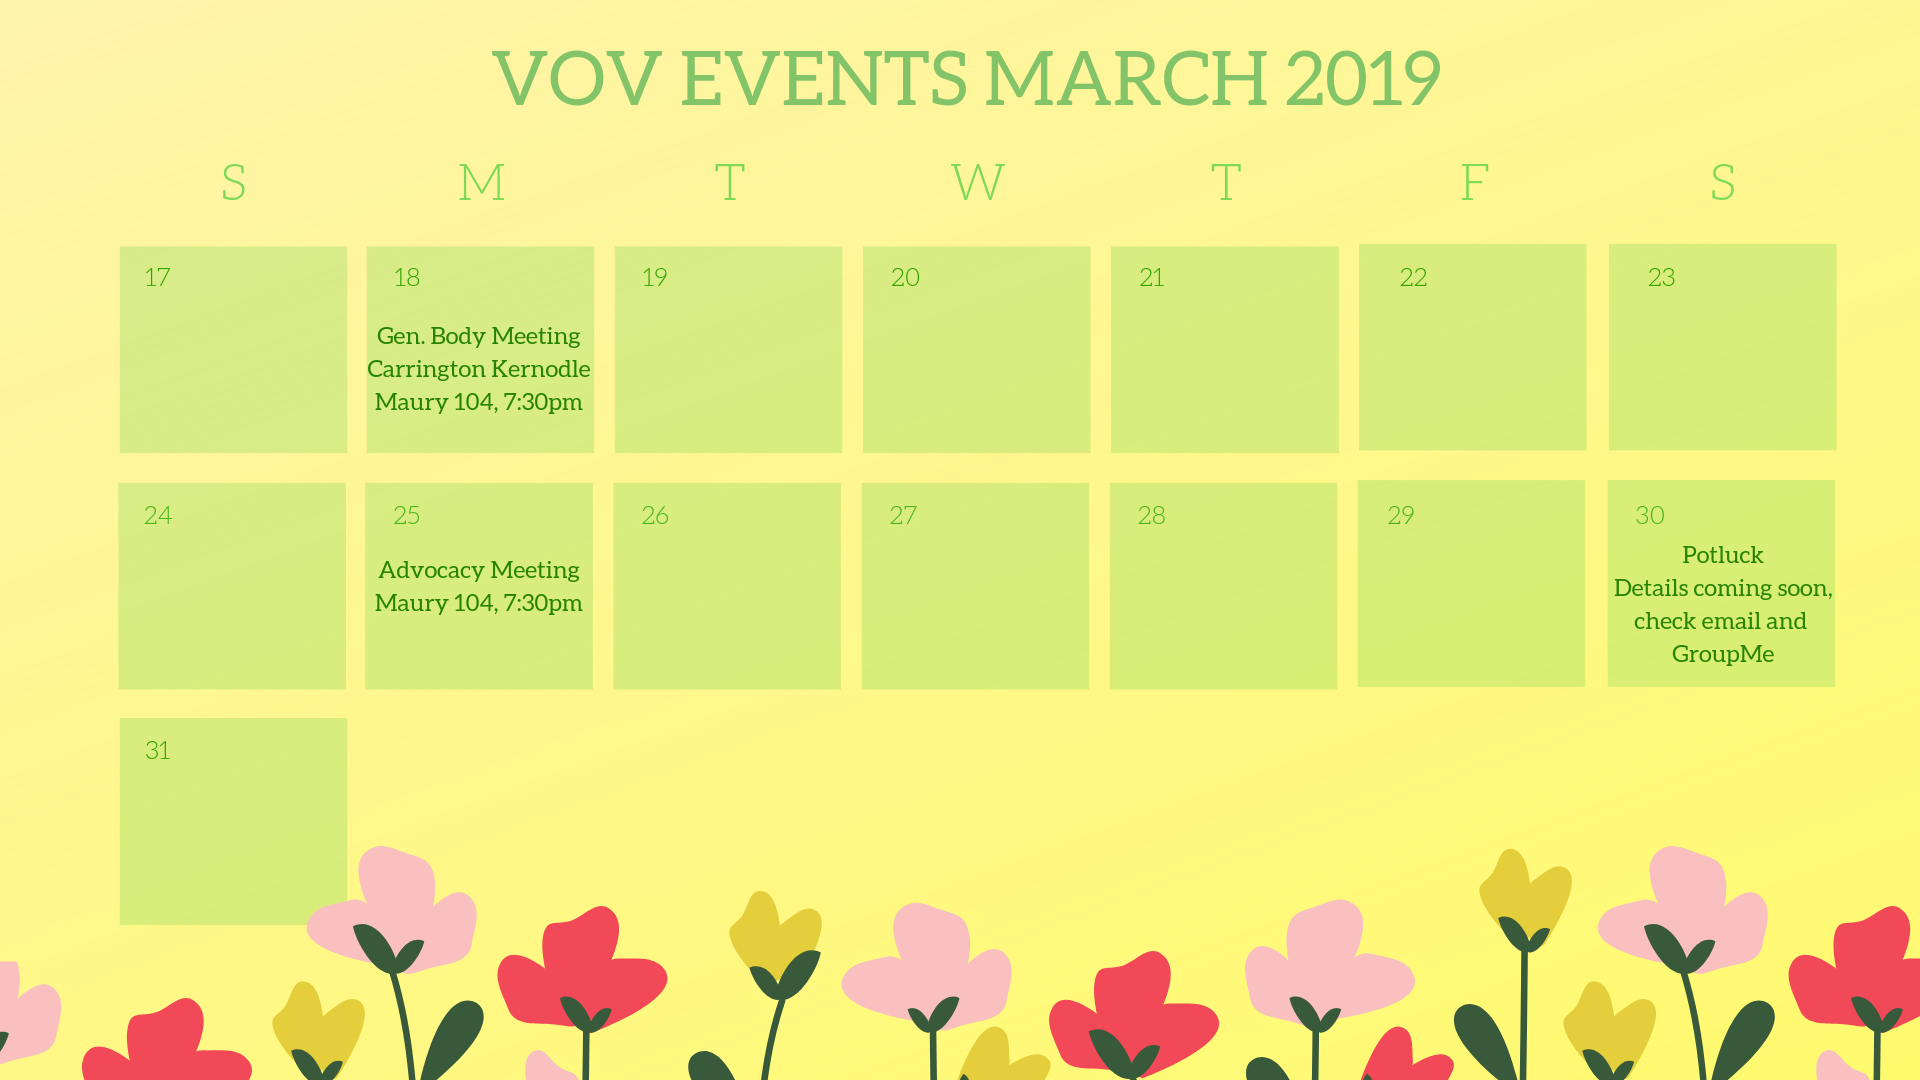 VOV EVENTS MARCH 2019
S M T W T F S
17 18 19 20 21 22 23
Gen. Body Meeting
Carrington Kernodle
Maury 104, 7:30pm
24 25 26 27 28 29 30
Advocacy Meeting
Maury 104, 7:30pm
Potluck
Details coming soon,
check email and
GroupMe
31